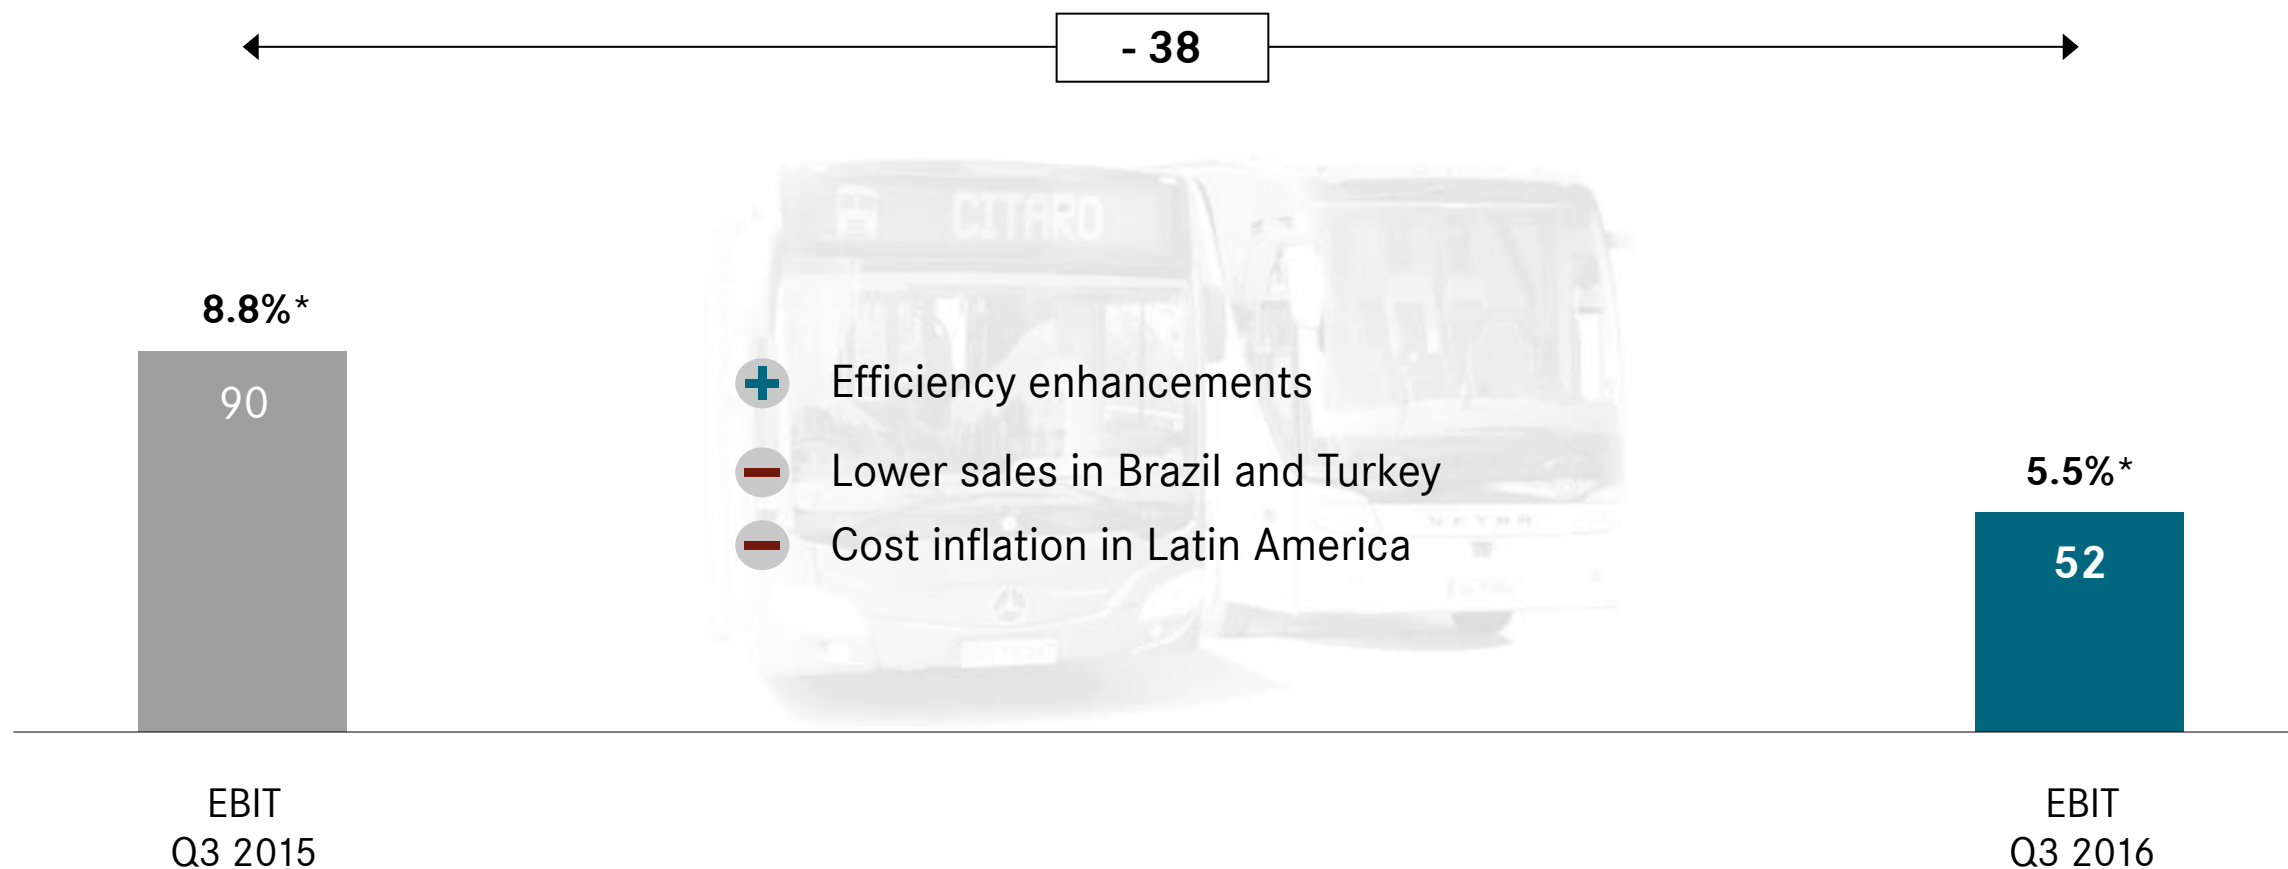 - 38
CITARO
8.8%*
90
Efficiency enhancements
Lower sales in Brazil and Turkey
Cost inflation in Latin America
5.5%*
52
EBIT
Q3 2015
EBIT
Q3 2016